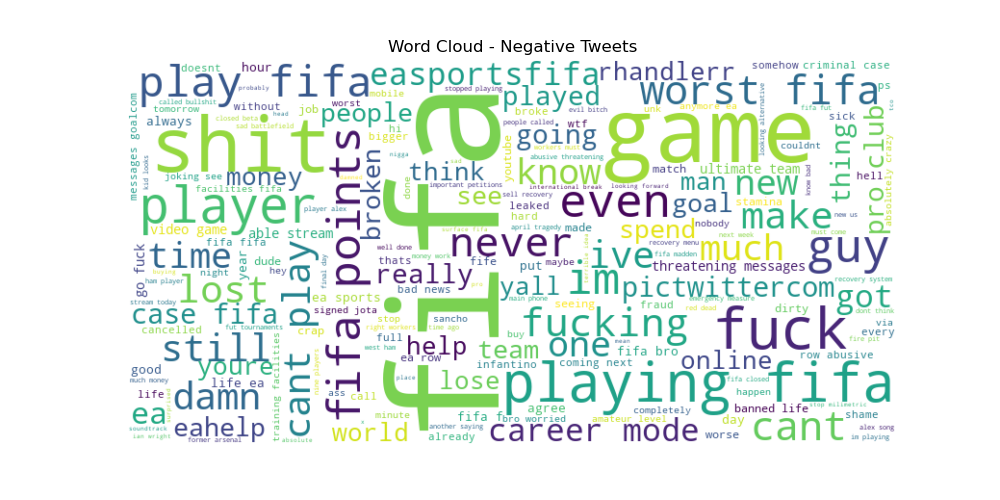 Word Cloud - Negative Tweets
doesnt
hour
easportsfifa
rhandlerr
somehow
criminal case
play fifa
probably
mobile
stopped playing
played
worst fifa
ps
called bullshit
tomorrow
without
job
worst
people
broke
evil bitch
unk
anymore ea
fifa fut
tse
closed beta
head
hi
wtf
people called
sick
always
sad battlefield
bigger
going
workers must
game
looking alternative
couldnt
pro club
shit
nigga
sad
youtube
abusive threatening
match
ultimate team
know bad
thing
hell
absolutely crazy
messages goalcom
kid looks
joking see
money
broken
think
done
important petitions
know
international break
looking forward
man
new
facilities fifa
banned
fifa
see
sell recovery
even
goal
stamina
new us
player
player alex
fifa points
leaked
hard
april tragedy
made
spend
nobody
make
must come
video game
able stream
surface fifa
never
recovery menu
next week
fifa fifa
well done
money work
thats
fife
put
maybe
ive
fifa madden
much
guy
time
dude
year
night
hey
final day
really
arn
bad news
yall
im
threatening messages
recovery system
go fuck
buying
ham player
lost
cant play
ea sports
main phone
seeing
pictwittercom
emergency measure
dont think
got
stream today
signed jota
stop
sancho
buy
fraud
red dead
dirty
via
case fifa
fut tournaments
cancelled
crap
right workers
time ago
fucking
fuck
every
fire pit
still
full
west ham
help
mean
team
one
fifa bro
online
row abusive
good
much money
youre
training facilities
nine players
ea row
infantino
coming next
happen
fifa closed
life
life ea
ass
call
place
lose
playing fifa
stop milimetric
damn
surprised
minute
fifa f
bro worried
agree
completely
amateur level
banned life
day
shame
ea
soundtrack
ian wright
eahelp
former arsenal
absolute
world
another saying
already
career mode
worse
cant
alex song
im playing